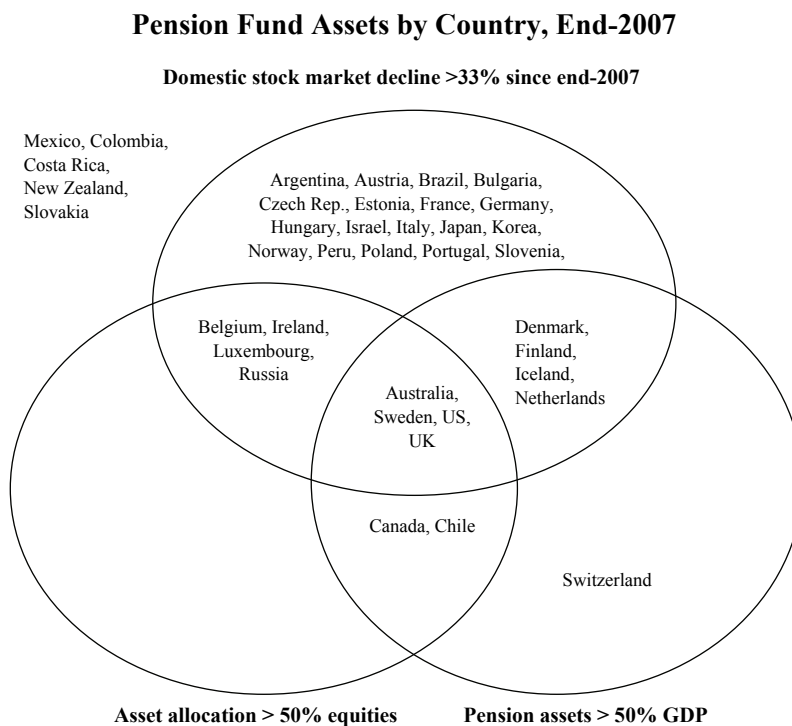 Pension Fund Assets by Country, End-2007
Domestic stock market decline >33% since end-2007
Mexico, Colombia,
Costa Rica,
New Zealand,
Slovakia
Argentina, Austria, Brazil, Bulgaria,
Czech Rep., Estonia, France, Germany,
Hungary, Israel, Italy, Japan, Korea,
Norway, Peru, Poland, Portugal, Slovenia,
Belgium, Ireland,
Luxembourg,
Russia
Denmark,
Finland,
Iceland,
Netherlands
Australia,
Sweden, US,
UK
Canada, Chile
Switzerland
Asset allocation > 50% equities
Pension assets > 50% GDP